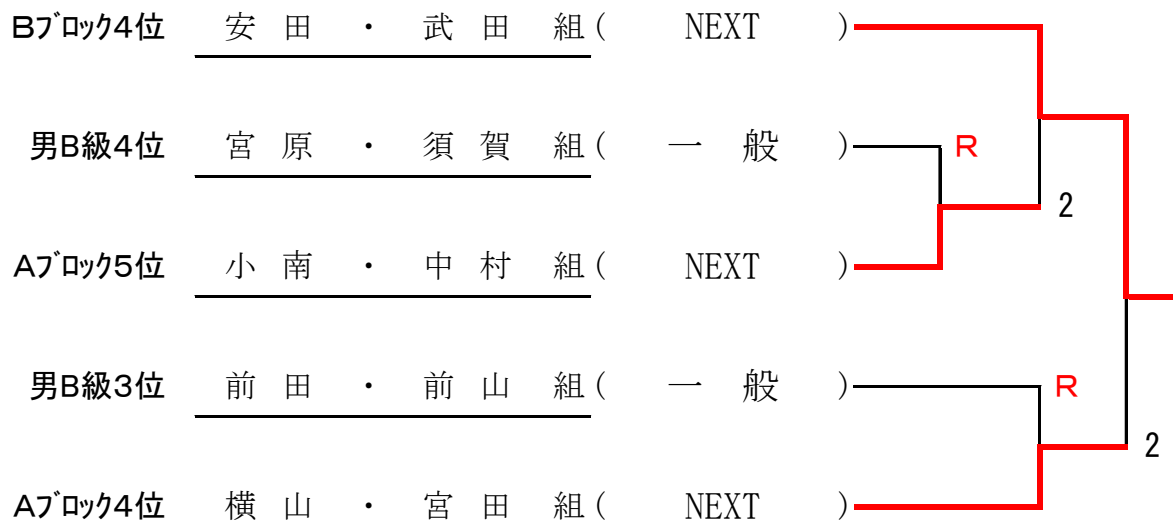 Bブロック4位 安田・武田組( NEXT )
男B級4位 宮原・須賀組( 一般 ) R
2
Aブロック5位 小南・中村組( NEXT )
男B級3位 前田・前山組( 一般 ) R
2
Aブロック4位 横山・宮田組( NEXT )